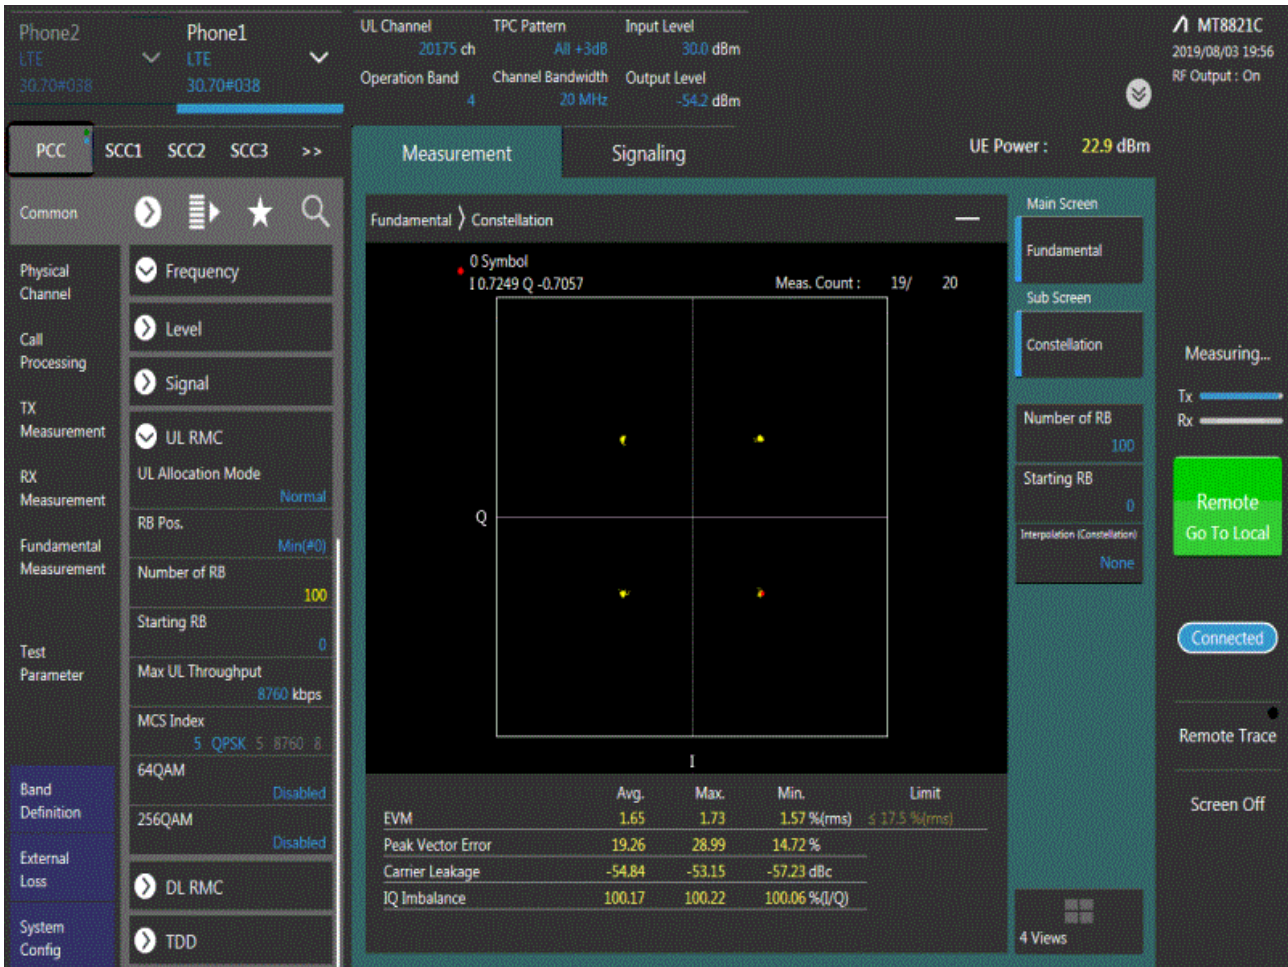 Phone2
LTE
30.70#038
Phone1
LTE
30.70#038
UL Channel
20175 ch
TPC Pattern
All +3dB
Input Level
30.0 dBm
Operation Band
4
Channel Bandwidth
20 MHz
Output Level
-54.2 dBm
MT8821C
2019/08/03 19:56
RF Output : On
PCC SCC1 SCC2 SCC3 >>
Measurement
Signaling
UE Power : 22.9 dBm
Common
Physical
Channel
Call
Processing
TX
Measurement
RX
Measurement
Fundamental
Measurement
Test
Parameter
Band
Definition
External
Loss
System
Config
Frequency
Level
Signal
UL RMC
UL Allocation Mode
Normal
RB Pos.
Min(#0)
Number of RB
100
Starting RB
0
Max UL Throughput
8760 kbps
MCS Index
5 QPSK 5 8760 8
64QAM
Disabled
256QAM
Disabled
DL RMC
TDD
Fundamental 〉 Constellation
0 Symbol
I 0.7249 Q -0.7057
Meas. Count : 19/ 20
Q
I
Avg. Max. Min. Limit
EVM 1.65 1.73 1.57 %(rms) ≤ 17.5 %(rms)
Peak Vector Error 19.26 28.99 14.72 %
Carrier Leakage -54.84 -53.15 -57.23 dBc
IQ Imbalance 100.17 100.22 100.06 %(I/Q)
Main Screen
Fundamental
Sub Screen
Constellation
Number of RB
100
Starting RB
0
Interpolation (Constellation)
None
4 Views
Measuring...
Tx
Rx
Remote
Go To Local
Connected
Remote Trace
Screen Off